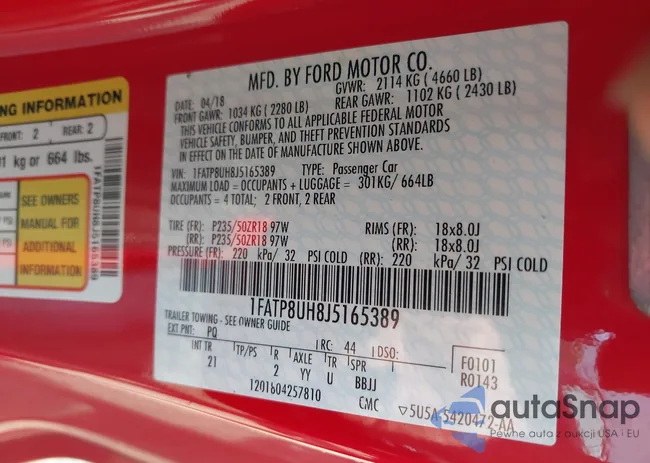 NG INFORMATION
FRONT: 2 REAR: 2
01 kg or 664 lbs.
SEE OWNERS
MANUAL FOR
ADDITIONAL
INFORMATION
1FATP8UH8J5165389
MFD. BY FORD MOTOR CO.
DATE: 04/18 GVWR: 2114 KG ( 4660 LB)
FRONT GAWR: 1034 KG ( 2280 LB) REAR GAWR: 1102 KG ( 2430 LB)
THIS VEHICLE CONFORMS TO ALL APPLICABLE FEDERAL MOTOR
VEHICLE SAFETY, BUMPER, AND THEFT PREVENTION STANDARDS
IN EFFECT ON THE DATE OF MANUFACTURE SHOWN ABOVE.
VIN: 1FATP8UH8J5165389 TYPE: Passenger Car
MAXIMUM LOAD = OCCUPANTS + LUGGAGE = 301KG/ 664LB
OCCUPANTS = 4 TOTAL; 2 FRONT, 2 REAR
TIRE (FR): P235/50ZR18 97W RIMS (FR): 18x8.0J
(RR): P235/50ZR18 97W (RR): 18x8.0J
PRESSURE (FR): 220 kPa/ 32 PSI COLD (RR): 220 kPa/ 32 PSI COLD
1FATP8UH8J5165389
TRAILER TOWING - SEE OWNER GUIDE
EXT PNT: PQ RC: 44 DSO: F0101
INT TR TP/PS R AXLE TR SPR R0143
21 2 YY U BBJJ
1201604257810 CMC 5U5A-5420472-AA
autoSnap
Pewne auta z aukcji USA i EU